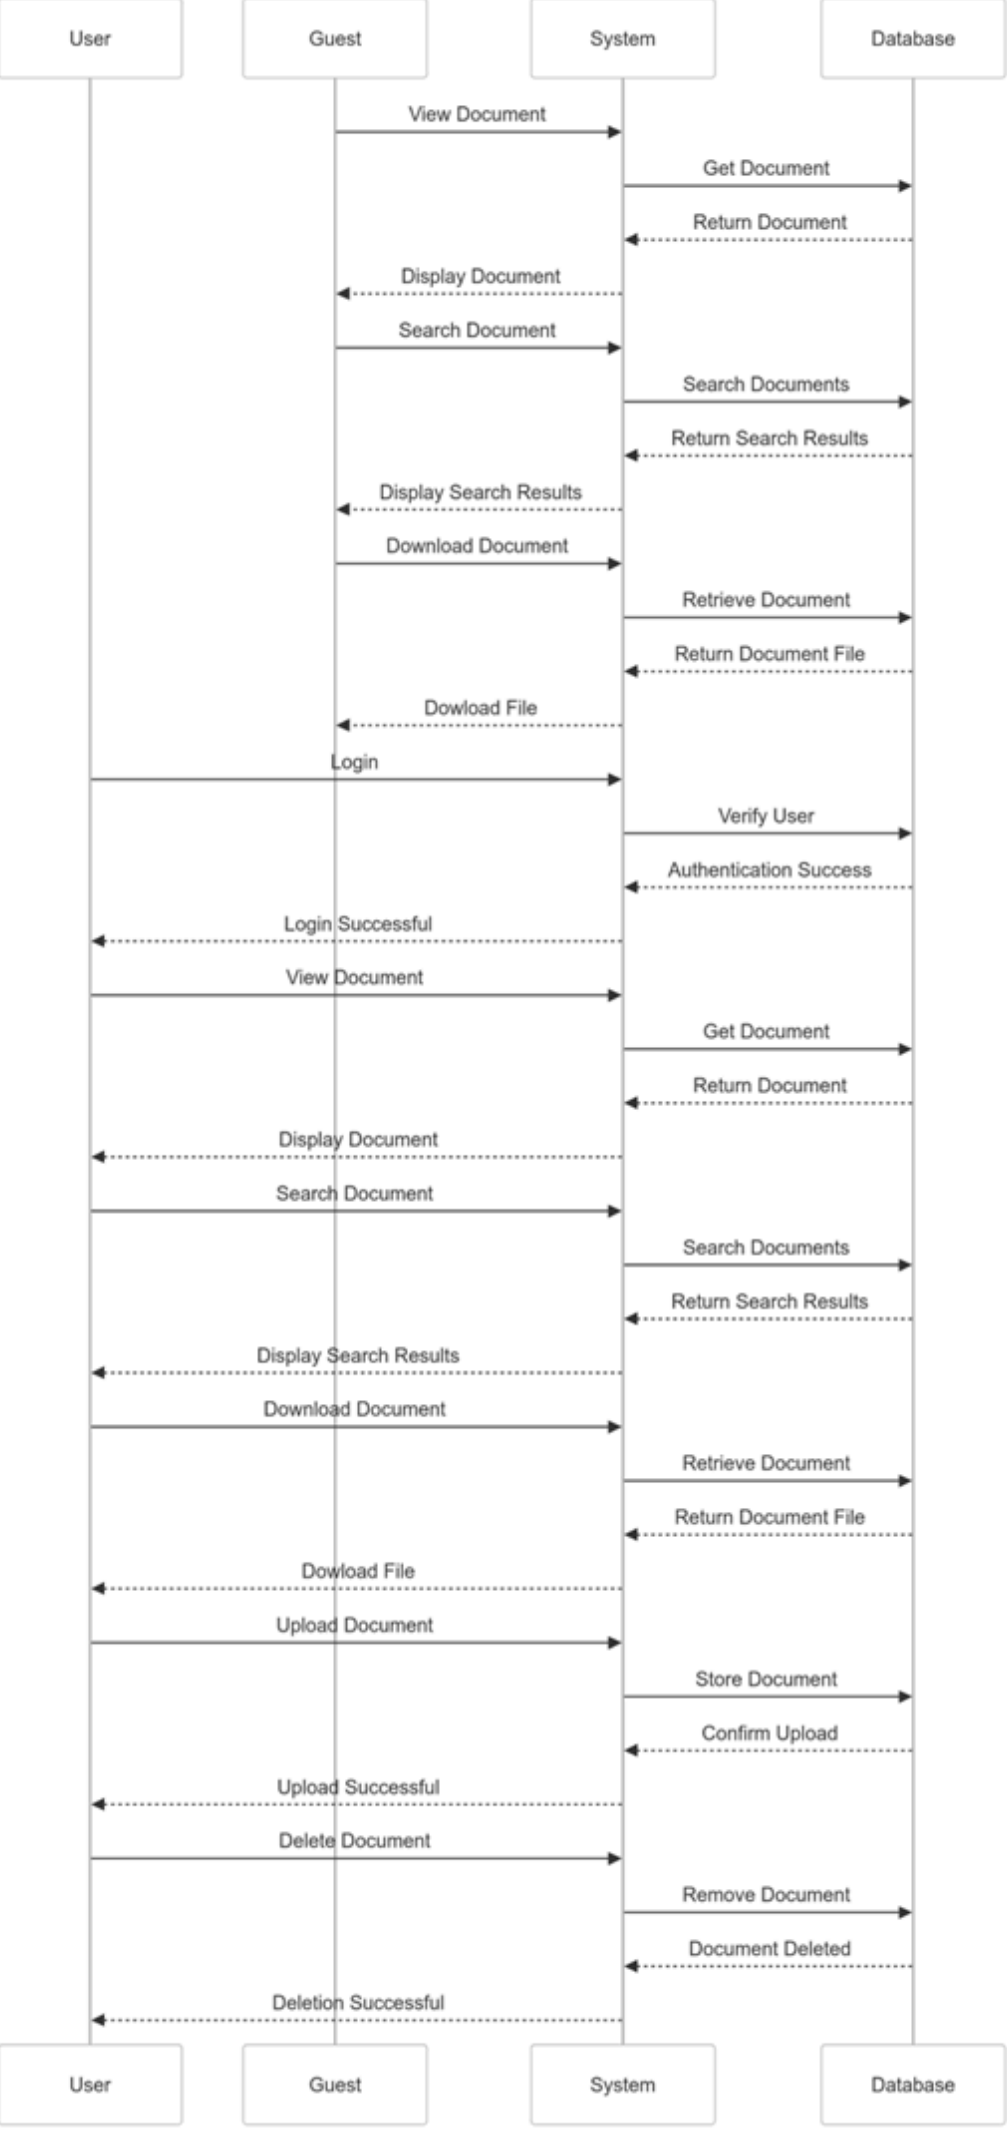 User
Guest
System
Database
View Document
Get Document
Return Document
Display Document
Search Document
Search Documents
Return Search Results
Display Search Results
Download Document
Retrieve Document
Return Document File
Dowload File
Login
Verify User
Authentication Success
Login Successful
View Document
Get Document
Return Document
Display Document
Search Document
Search Documents
Return Search Results
Display Search Results
Download Document
Retrieve Document
Return Document File
Dowload File
Upload Document
Store Document
Confirm Upload
Upload Successful
Delete Document
Remove Document
Document Deleted
Deletion Successful
User
Guest
System
Database